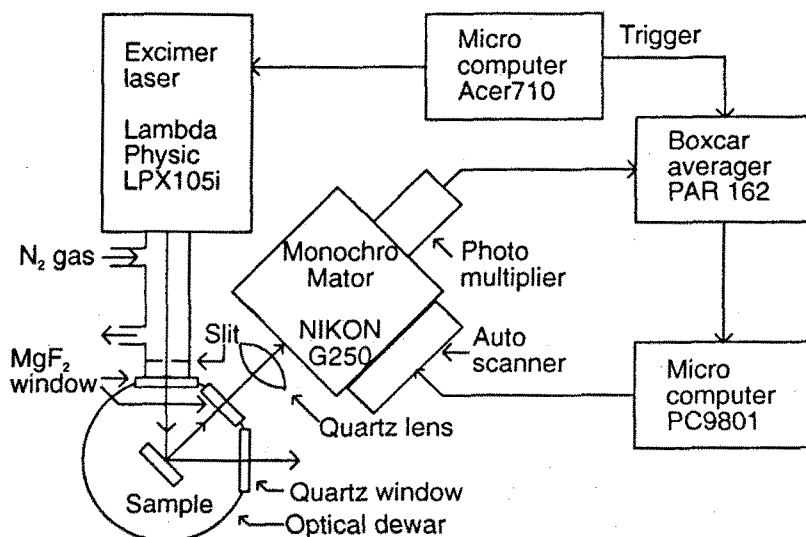 Excimer
laser
Lambda
Physic
LPX105i
Micro
computer
Acer710
Trigger
Boxcar
averager
PAR 162
N₂ gas
Monochro
Mator
NIKON
G250
Photo
multiplier
Auto
scanner
Slit
MgF₂
window
Quartz lens
Micro
computer
PC9801
Sample
Quartz window
Optical dewar